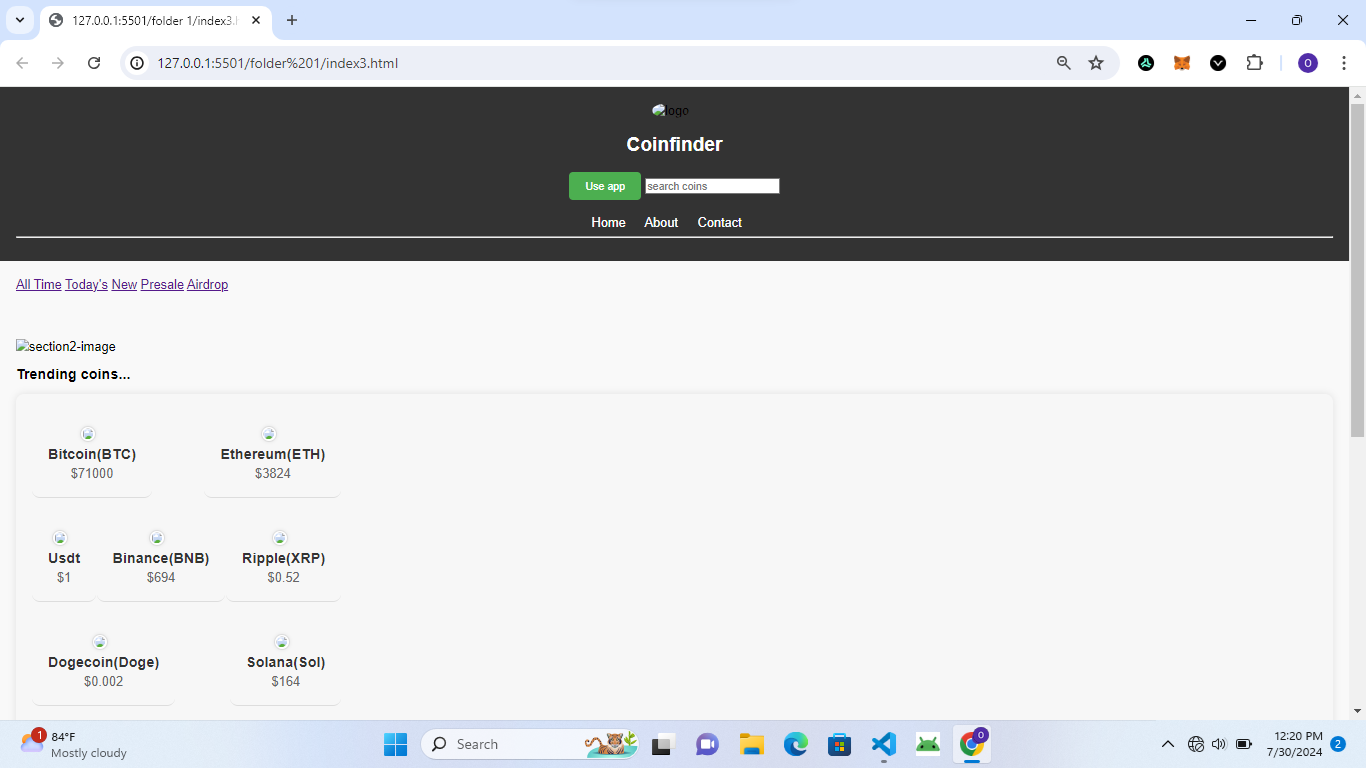 127.0.0.1:5501/folder 1/index3.h
127.0.0.1:5501/folder%201/index3.html
O
logo
Coinfinder
Use app search coins
Home About Contact
All Time Today's New Presale Airdrop
section2-image
Trending coins...
Bitcoin(BTC) Ethereum(ETH)
$71000 $3824
Usdt Binance(BNB) Ripple(XRP)
$1 $694 $0.52
Dogecoin(Doge) Solana(Sol)
$0.002 $164
1 84°F
Mostly cloudy
Search
O
12:20 PM
7/30/2024
2